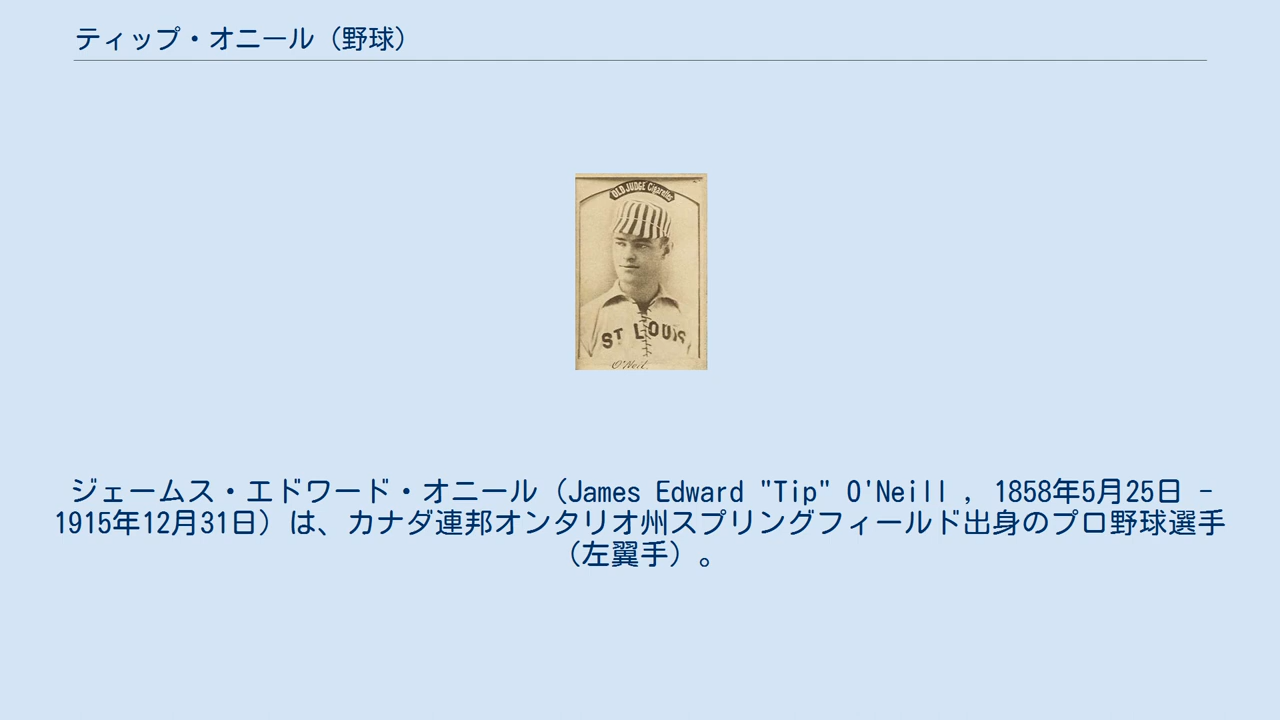 ティップ・オニール（野球）
OLD JUDGE Cigarettes
ST LOUIS
O'Neil.
ジェームス・エドワード・オニール（James Edward "Tip" O'Neill , 1858年5月25日 -
1915年12月31日）は、カナダ連邦オンタリオ州スプリングフィールド出身のプロ野球選手
（左翼手）。